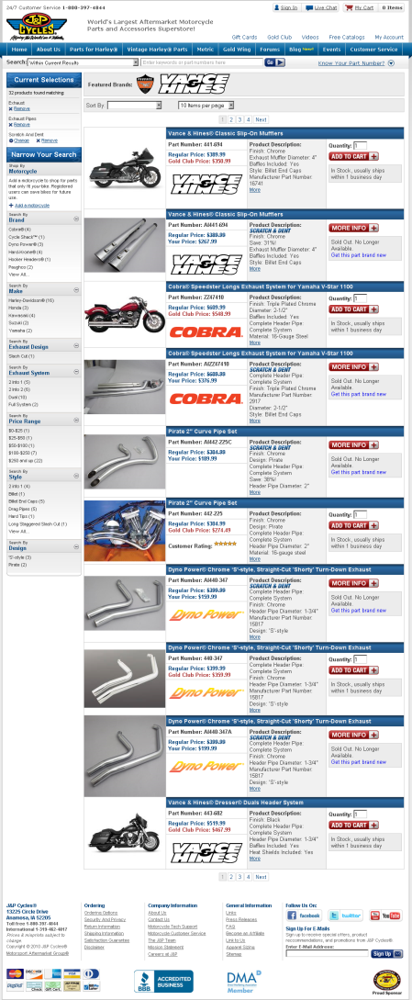 24/7 Customer Service 1-800-397-4844
Sign In
Live Chat
My Cart
0 Items
J&P CYCLES
World's Largest Aftermarket Motorcycle
Parts and Accessories Superstore!
Gift Cards Gold Club Videos Free Catalogs My Account
Home About Us Parts for Harley® Vintage Harley® Parts Metric Gold Wing Forums Blog New! Events Customer Service
Search: Within Current Results Enter keywords or part numbers here Go Know Your Part Number?
Current Selections
32 products found matching:
Exhaust
Remove
Exhaust Pipes
Remove
Scratch And Dent
Change Remove
Narrow Your Search
Shop By
Motorcycle
Add a motorcycle to shop for parts
that only fit your bike. Registered
users can save bikes for future
use.
Add a motorcycle
Search By
Brand
Cobra® (4)
Cycle Shack™ (1)
Dyno Power® (3)
Hooker Headers® (1)
Paughco (2)
View All...
Search By
Make
Harley-Davidson® (16)
Honda (3)
Kawasaki (4)
Suzuki (2)
Yamaha (2)
Search By
Exhaust Design
Slash Cut (1)
Search By
Exhaust System
2 into 1 (5)
2 into 2 (6)
Dual (10)
Full System (2)
Search By
Price Range
$0-$25 (1)
$25-$50 (1)
$50-$100 (1)
$100-$250 (7)
$250 and up (22)
Search By
Style
2 into 1 (4)
Billet (1)
Billet End Caps (5)
Drag Pipes (5)
Hard Tips (1)
Long Staggered Slash Cut (1)
View All...
Search By
Design
'S'-style (3)
Pirate (2)
Featured Brands:
VANCE & HINES
Sort By 10 Items per page
1 2 3 4 Next
Vance & Hines® Classic Slip-On Mufflers
Part Number: 441-694
Regular Price: $389.99
Gold Club Price: $350.99
VANCE & HINES
Product Description:
Finish: Chrome
Exhaust Muffler Diameter: 4"
Baffles Included: Yes
Style: Billet End Caps
Manufacturer Part Number:
16741
More
Quantity: 1
ADD TO CART
In Stock, usually ships
within 1 business day
Vance & Hines® Classic Slip-On Mufflers
Part Number: AI441-694
Regular Price: $389.99
Your Price: $267.99
VANCE & HINES
Product Description:
SCRATCH & DENT
Finish: Chrome
Save: 31%!
Exhaust Muffler Diameter: 4"
Baffles Included: Yes
Style: Billet End Caps
More
MORE INFO
Sold Out. No Longer
Available.
Get this part brand new
Cobra® Speedster Longs Exhaust System for Yamaha V-Star 1100
Part Number: ZZ47410
Regular Price: $609.99
Gold Club Price: $548.99
COBRA
Product Description:
Finish: Triple Plated Chrome
Diameter: 2-1/2"
Baffles Included: Yes
Complete Header Pipe:
Complete System
Material: 16-Gauge Steel
More
Quantity: 1
ADD TO CART
In Stock, usually ships
within 1 business day
Cobra® Speedster Longs Exhaust System for Yamaha V-Star 1100
Part Number: AIZZ47410
Regular Price: $609.99
Your Price: $376.99
COBRA
Product Description:
SCRATCH & DENT
Complete Header Pipe:
Complete System
Finish: Triple Plated Chrome
Manufacturer Part Number:
2917
Diameter: 2-1/2"
Style: Billet End Caps
More
MORE INFO
Sold Out. No Longer
Available.
Get this part brand new
Pirate 2" Curve Pipe Set
Part Number: AI442-225C
Regular Price: $304.99
Your Price: $189.99
Product Description:
SCRATCH & DENT
Finish: Chrome
Design: Pirate
Complete Header Pipe:
Complete System
Save: 38%!
Header Pipe Diameter: 2"
More
MORE INFO
Sold Out. No Longer
Available.
Get this part brand new
Pirate 2" Curve Pipe Set
Part Number: 442-225
Regular Price: $304.99
Gold Club Price: $274.49
Customer Rating:
Product Description:
Finish: Chrome
Design: Pirate
Complete Header Pipe:
Complete System
Header Pipe Diameter: 2"
Material: 16-gauge steel
More
Quantity: 1
ADD TO CART
In Stock, usually ships
within 1 business day
Dyno Power® Chrome 'S'-style, Straight-Cut 'Shorty' Turn-Down Exhaust
Part Number: AI440-347
Regular Price: $399.99
Your Price: $159.99
Dyno Power
Product Description:
SCRATCH & DENT
Complete Header Pipe:
Complete System
Finish: Chrome
Header Pipe Diameter: 1-3/4"
Manufacturer Part Number:
15817
Design: 'S'-style
More
MORE INFO
Sold Out. No Longer
Available.
Get this part brand new
Dyno Power® Chrome 'S'-style, Straight-Cut 'Shorty' Turn-Down Exhaust
Part Number: 440-347
Regular Price: $399.99
Gold Club Price: $359.99
Dyno Power
Product Description:
Complete Header Pipe:
Complete System
Finish: Chrome
Header Pipe Diameter: 1-3/4"
Manufacturer Part Number:
15817
Design: 'S'-style
More
Quantity: 1
ADD TO CART
In Stock, usually ships
within 1 business day
Dyno Power® Chrome 'S'-style, Straight-Cut 'Shorty' Turn-Down Exhaust
Part Number: AI440-347A
Regular Price: $399.99
Your Price: $199.99
Dyno Power
Product Description:
SCRATCH & DENT
Complete Header Pipe:
Complete System
Finish: Chrome
Header Pipe Diameter: 1-3/4"
Manufacturer Part Number:
15817
Design: 'S'-style
More
MORE INFO
Sold Out. No Longer
Available.
Get this part brand new
Vance & Hines® Dresser® Duals Header System
Part Number: 443-682
Regular Price: $519.99
Gold Club Price: $467.99
VANCE & HINES
Product Description:
Finish: Black
Complete Header Pipe:
Complete System
Header Pipe Diameter: 1-3/4"
Baffles Included: Yes
Heat Shields Included: Yes
More
Quantity: 1
ADD TO CART
In Stock, usually ships
within 1 business day
1 2 3 4 Next
J&P Cycles®
13225 Circle Drive
Anamosa, IA 52205
Toll free 1-800-397-4844
International 1-319-462-4817
Prices & misprints subject to
change.
Copyright © 2010 J&P Cycles®
Motorsport Aftermarket Group®
Ordering
Ordering Options
Security And Privacy
Return Information
Shipping Information
Satisfaction Guarantee
Disclaimer
Company Information
About Us
Contact Us
Motorcycle Tech Support
Motorcycle Customer Service
The J&P Team
Mission Statement
Careers at J&P
General Information
Links
Press Releases
FAQ
Become an Affiliate
Link to Us
Apparel Sizing
Sitemap
Follow Us On:
facebook twitter YouTube
Sign Up For E-Mails
Sign up to receive special offers, product
reccommendations, and promotions from J&P Cycles®.
Enter E-Mail Address:
Sign Up
DISCOVER VISA
BBB ACCREDITED BUSINESS
DMA Member
Proud Sponsor